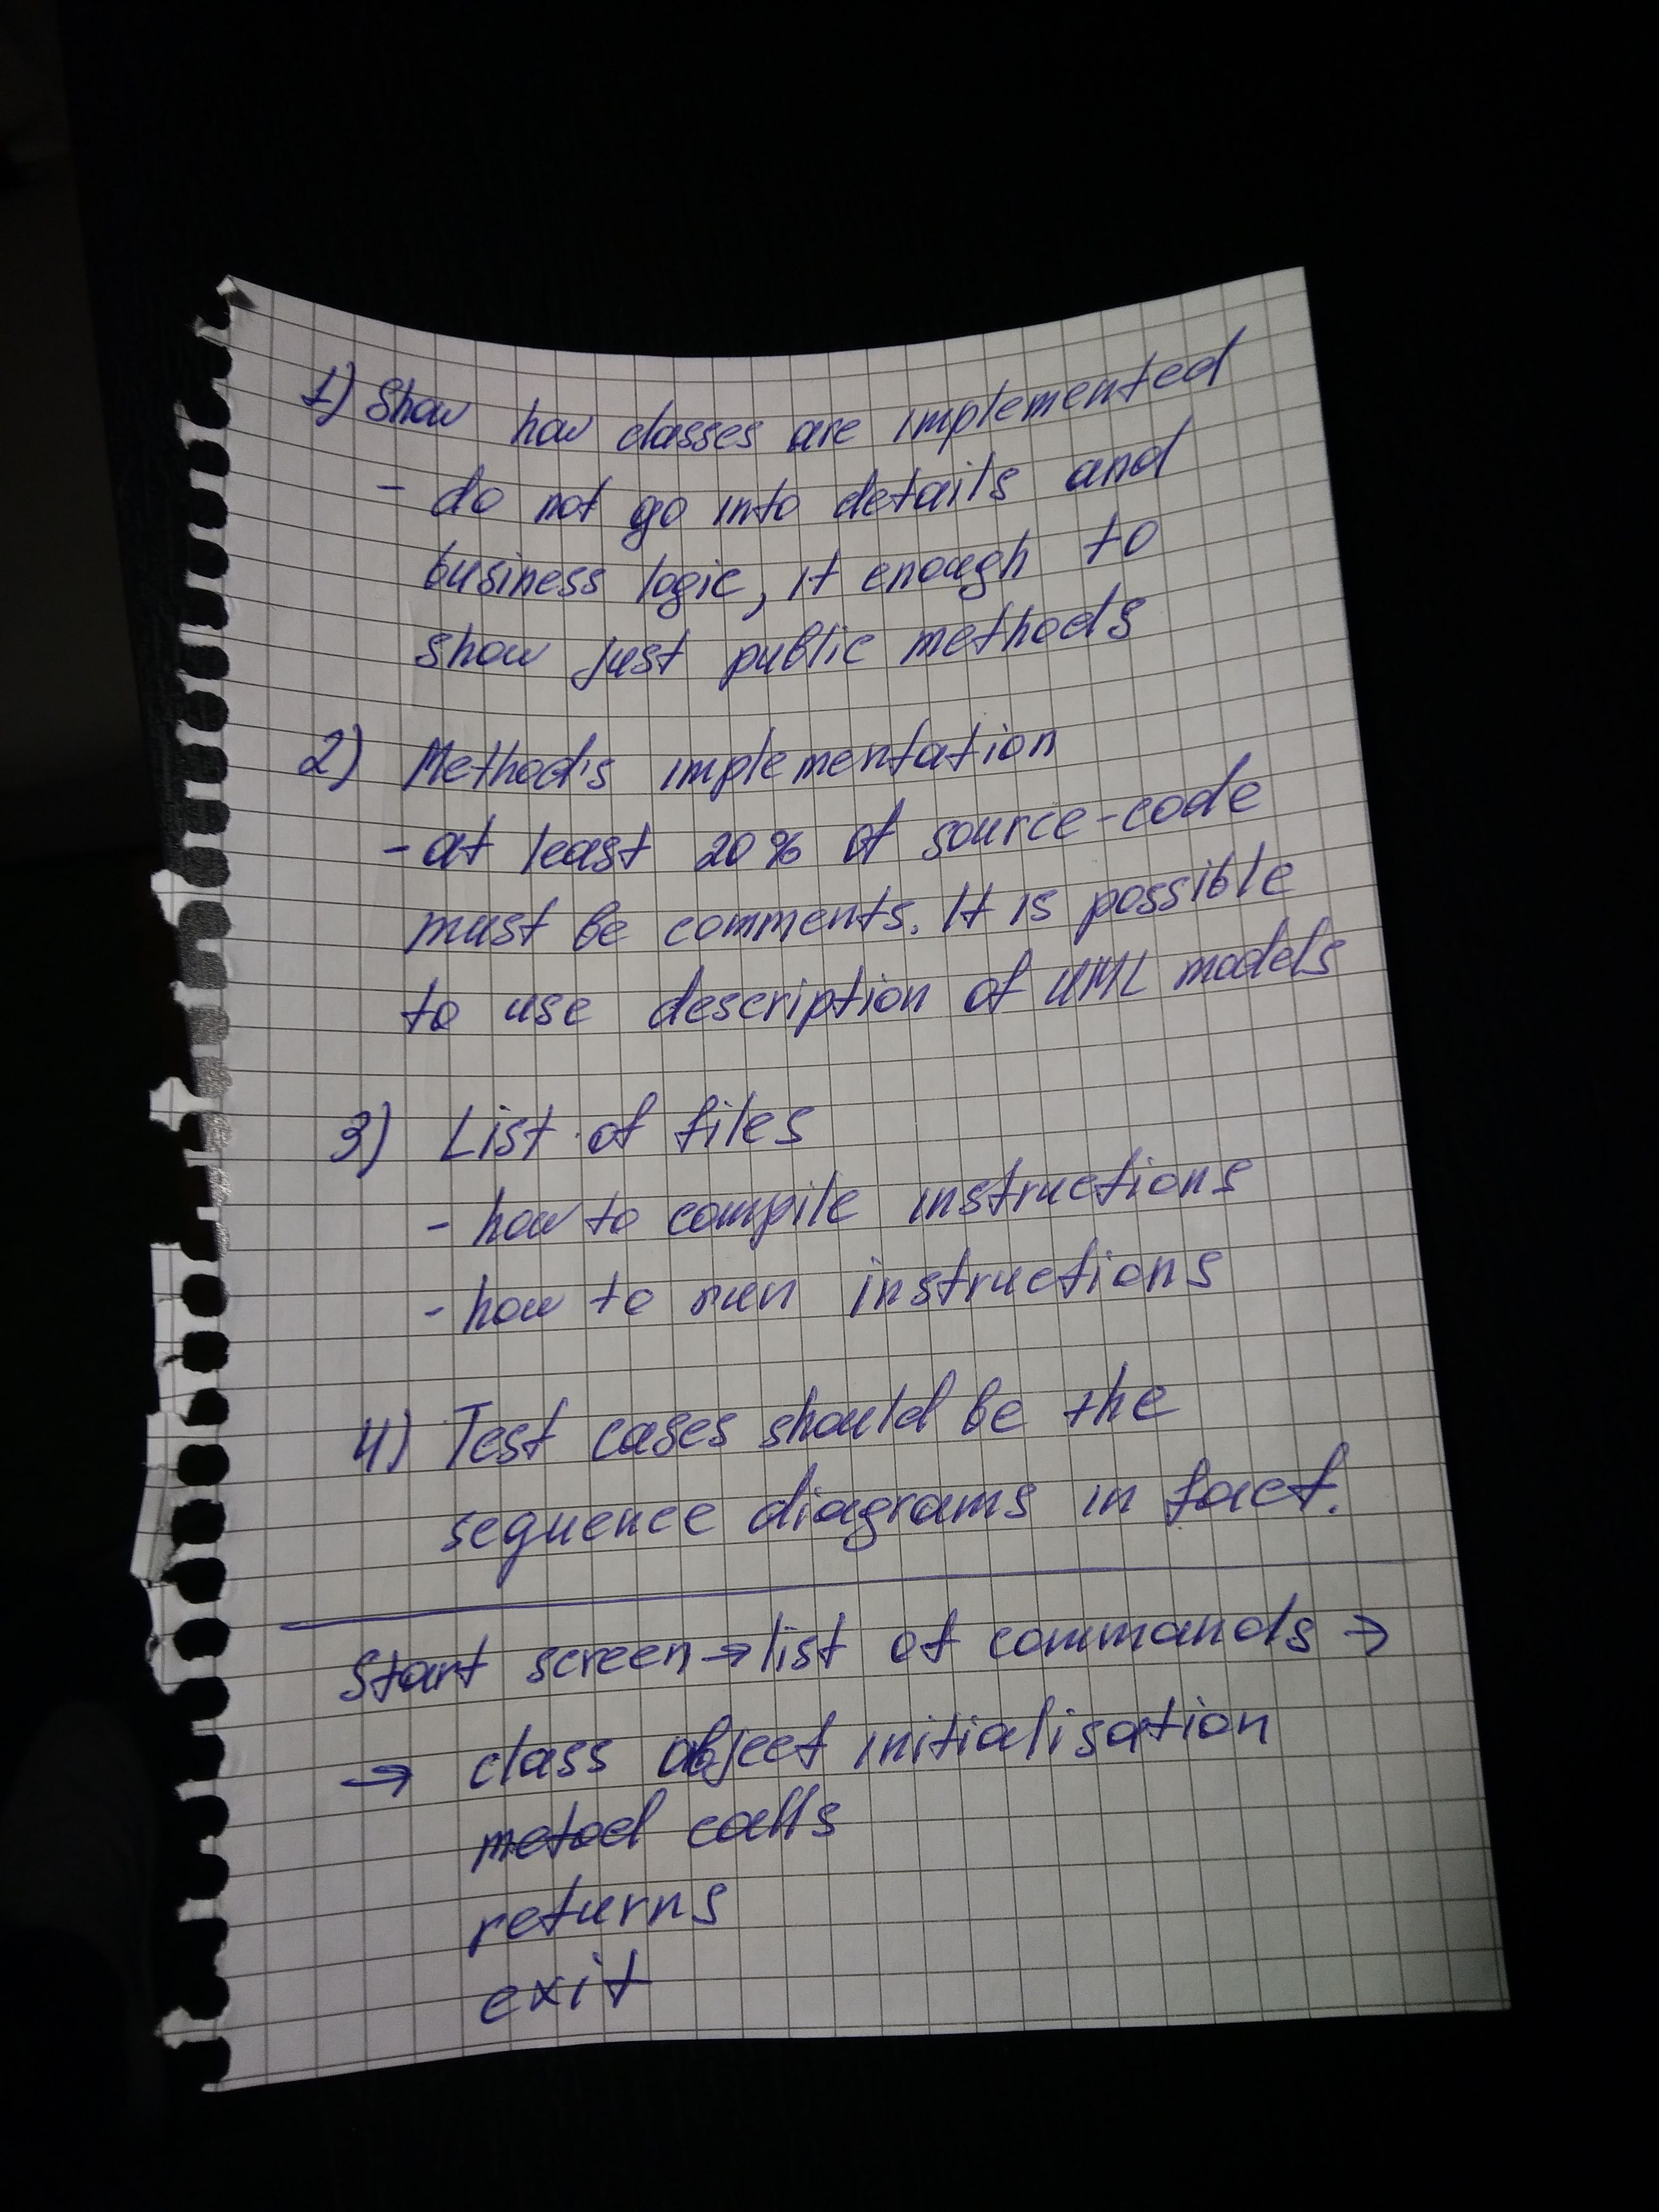 1) Show how classes are implemented
- do not go into details and
business logic, it enough to
show just public methods
2) Method's implementation
- at least 20% of source-code
must be comments. It is possible
to use description of UML models
3) List of files
- how to compile instructions
- how to run instructions
4) Test cases should be the
sequence diagrams in fact.
Start screen → list of commands →
→ class object initialisation
metod calls
returns
exit